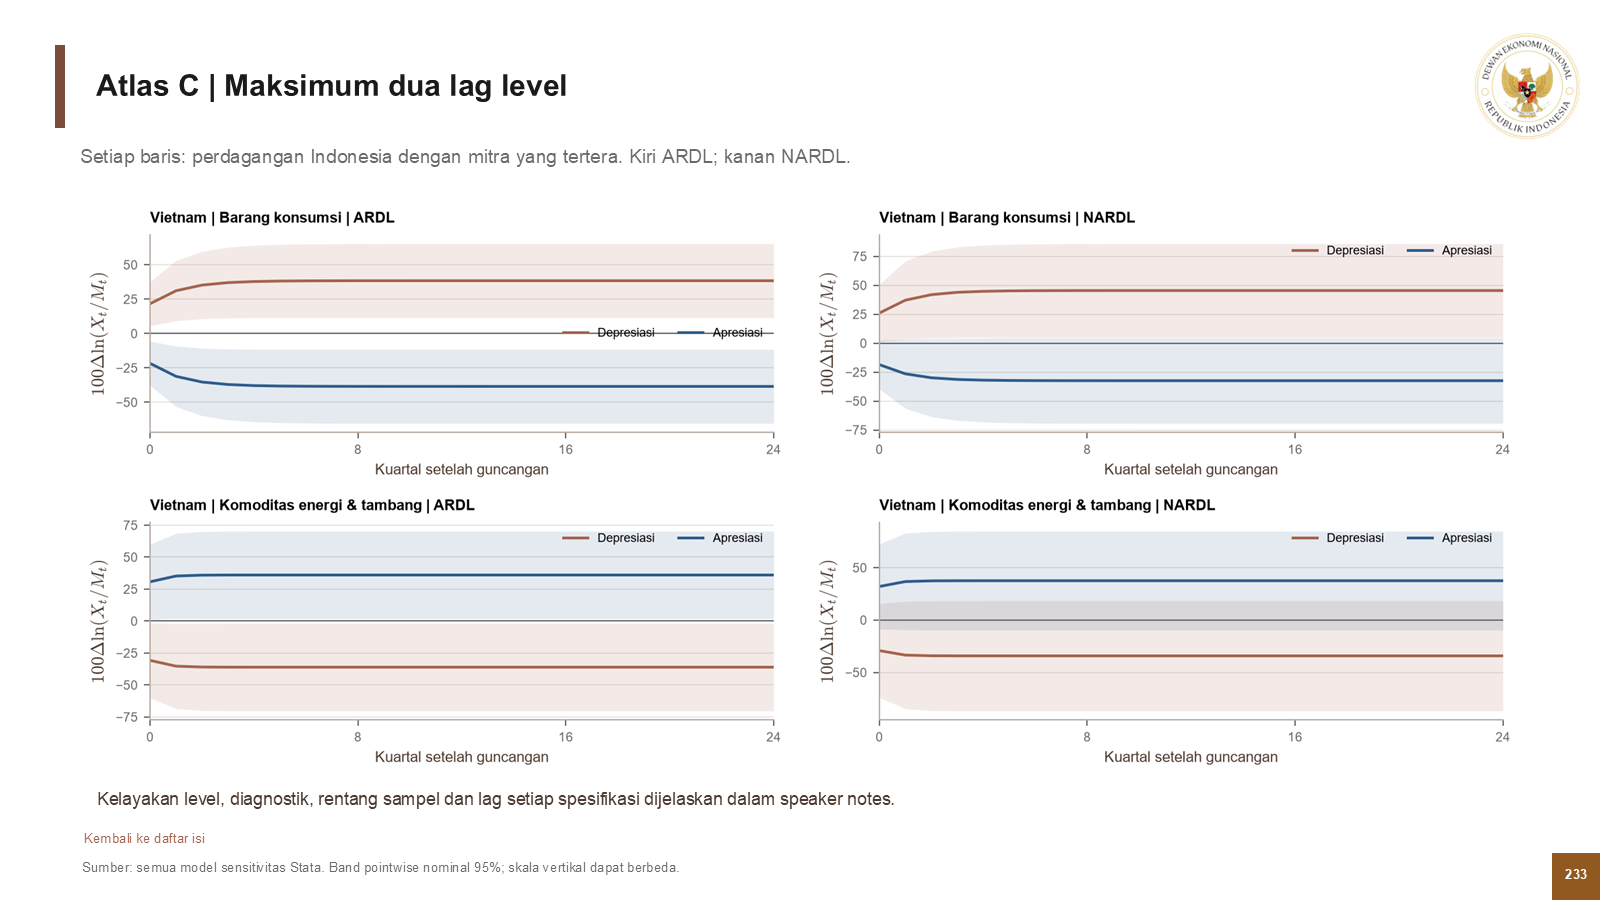 Atlas C | Maksimum dua lag level
DEWAN EKONOMI NASIONAL
REPUBLIK INDONESIA
Setiap baris: perdagangan Indonesia dengan mitra yang tertera. Kiri ARDL; kanan NARDL.
Vietnam | Barang konsumsi | ARDL
100Δln(Xt/Mt)
50
25
0
−25
−50
Depresiasi Apresiasi
0 8 16 24
Kuartal setelah guncangan
Vietnam | Barang konsumsi | NARDL
100Δln(Xt/Mt)
75
50
25
0
−25
−50
−75
Depresiasi Apresiasi
0 8 16 24
Kuartal setelah guncangan
Vietnam | Komoditas energi & tambang | ARDL
100Δln(Xt/Mt)
75
50
25
0
−25
−50
−75
Depresiasi Apresiasi
0 8 16 24
Kuartal setelah guncangan
Vietnam | Komoditas energi & tambang | NARDL
100Δln(Xt/Mt)
50
0
−50
Depresiasi Apresiasi
0 8 16 24
Kuartal setelah guncangan
Kelayakan level, diagnostik, rentang sampel dan lag setiap spesifikasi dijelaskan dalam speaker notes.
Kembali ke daftar isi
Sumber: semua model sensitivitas Stata. Band pointwise nominal 95%; skala vertikal dapat berbeda.
233